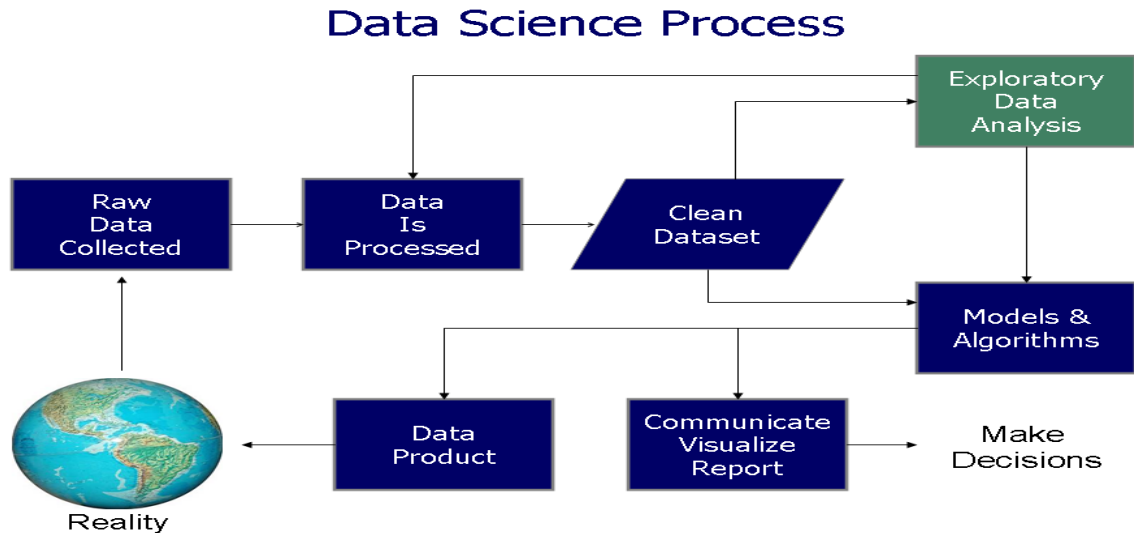 Data Science Process
Exploratory
Data
Analysis
Raw
Data
Collected
Data
Is
Processed
Clean
Dataset
Models &
Algorithms
Data
Product
Communicate
Visualize
Report
Make
Decisions
Reality